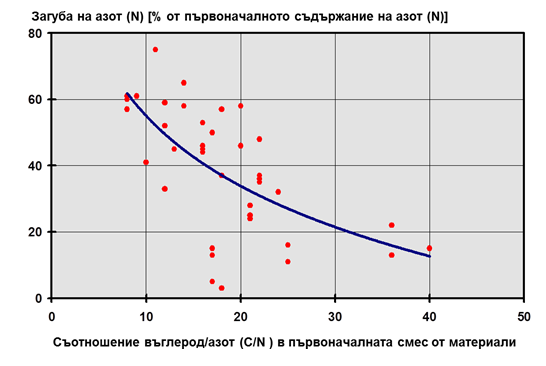 Загуба на азот (N) [% от първоначалното съдържание на азот (N)]
80
60
40
20
0
0 10 20 30 40 50
Съотношение въглерод/азот (C/N ) в първоначалната смес от материали